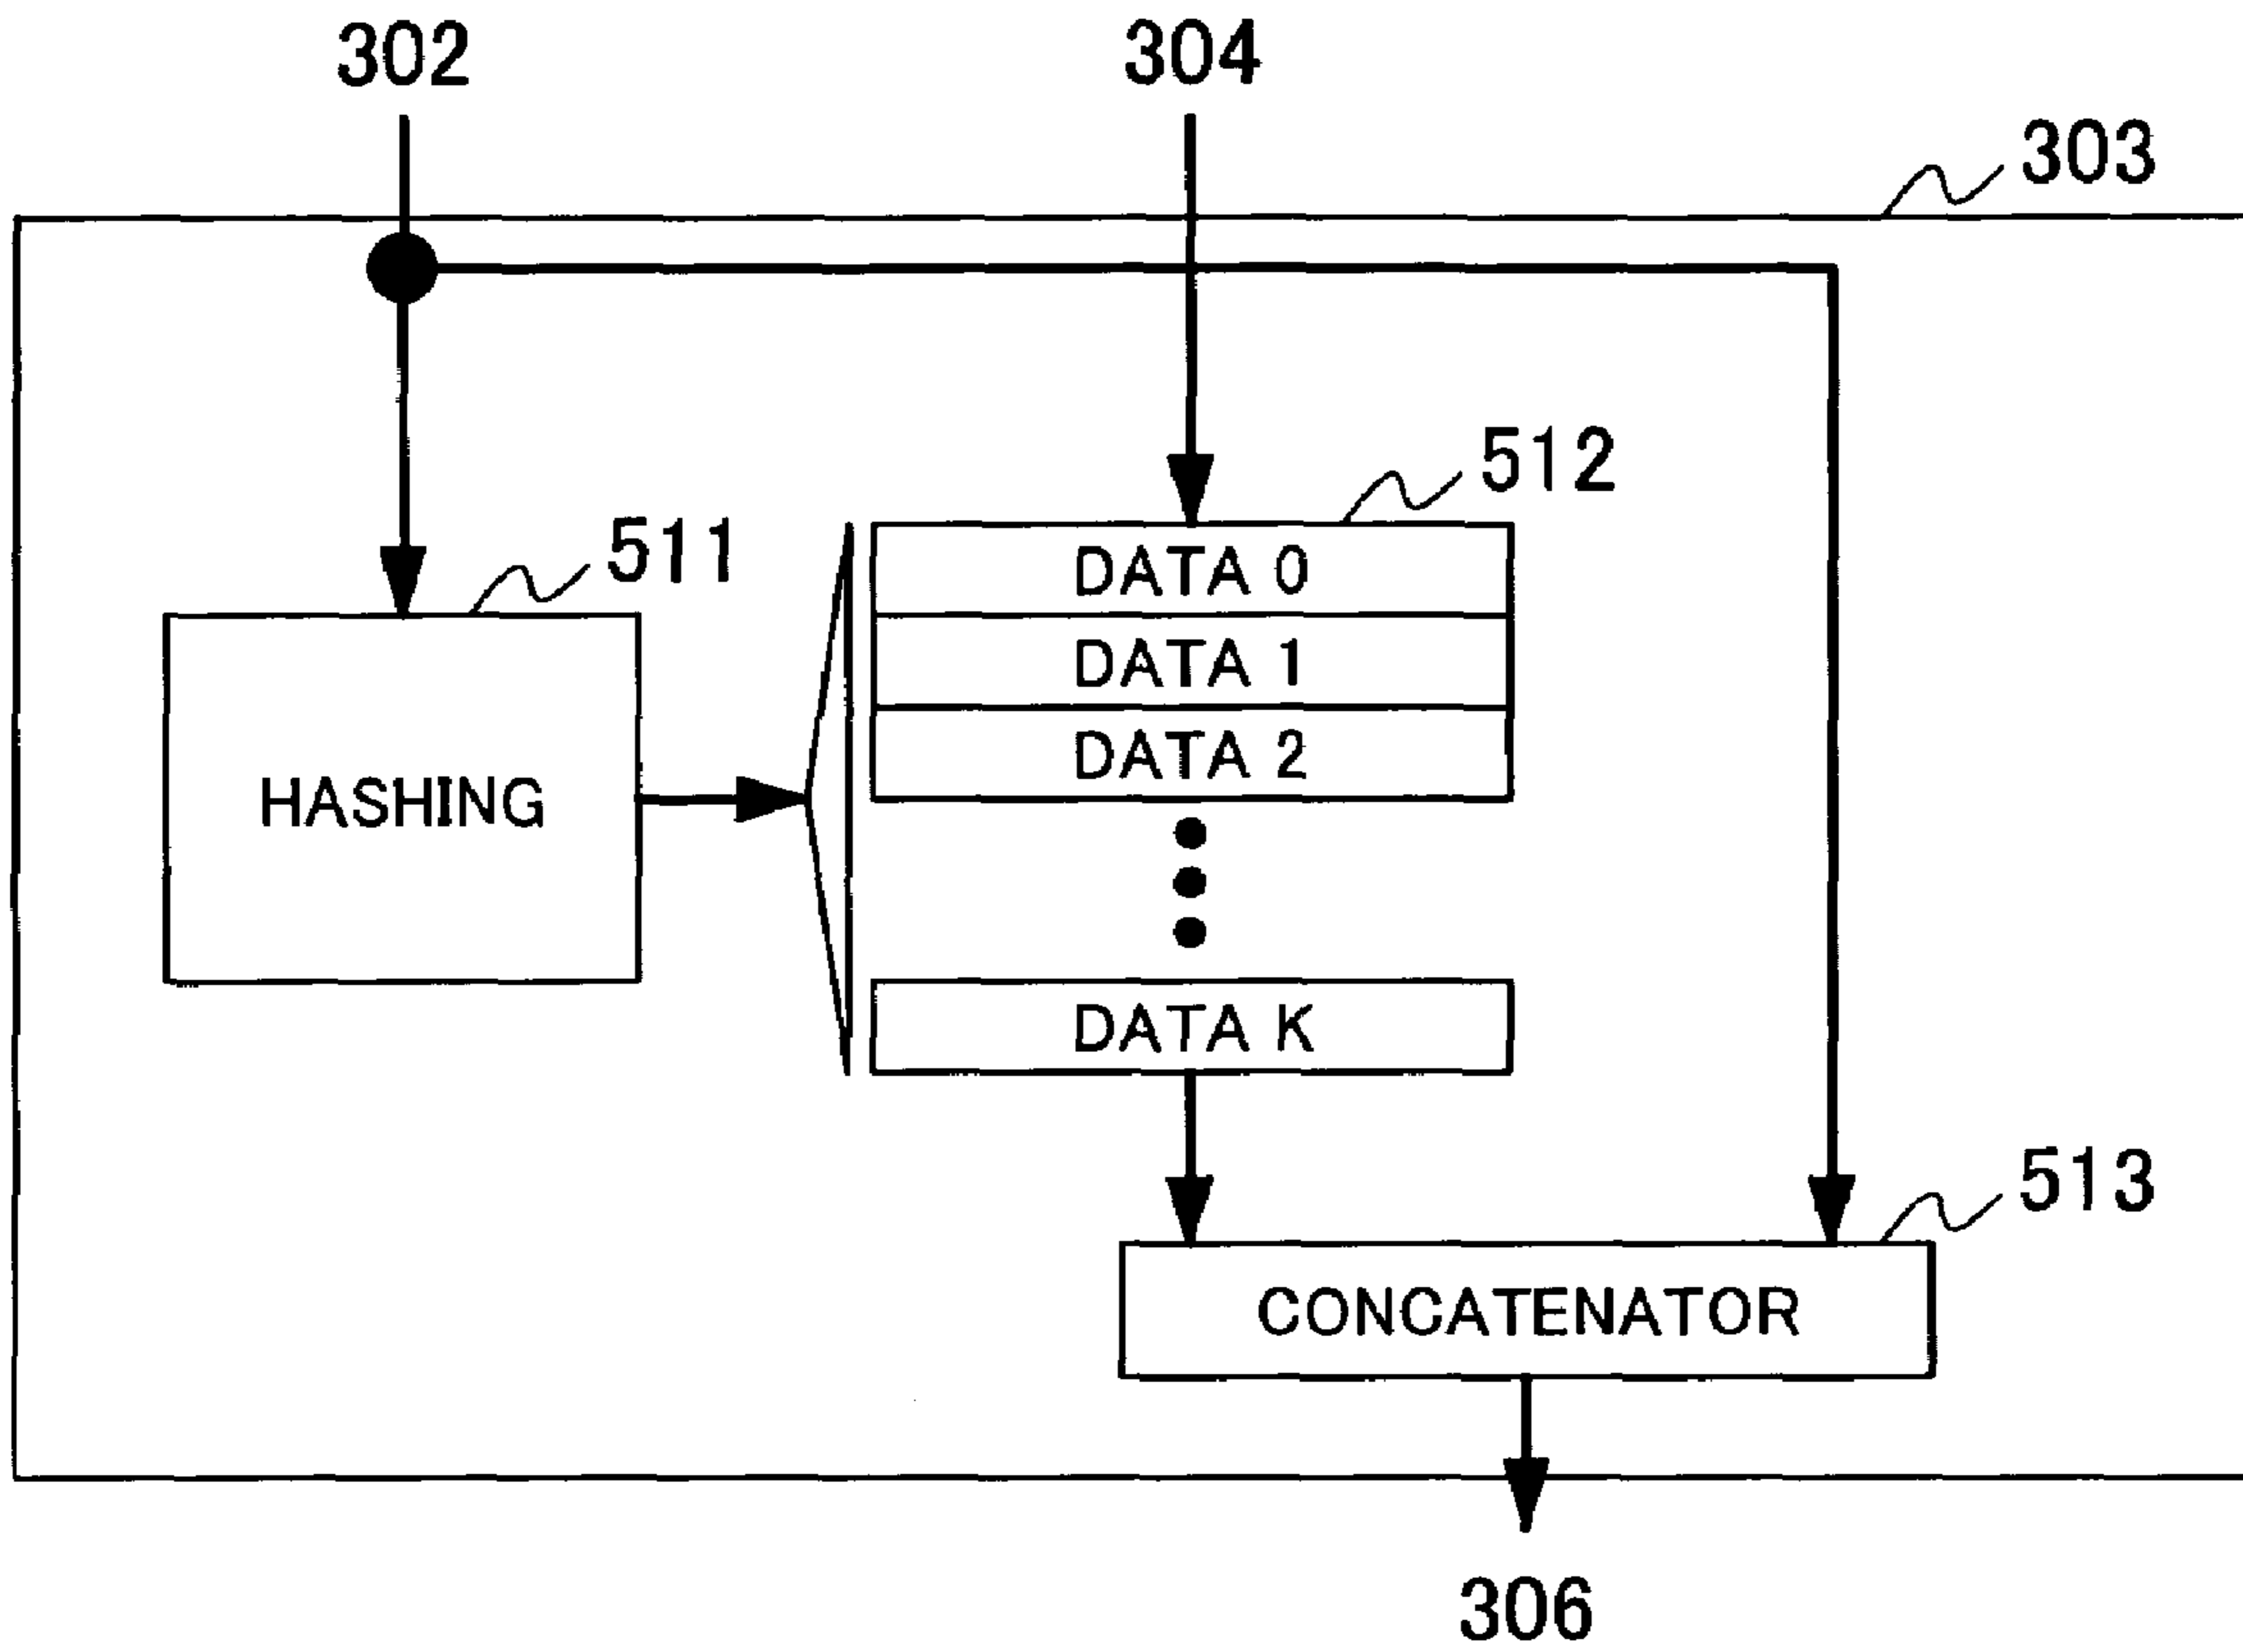 302
304
303
512
511
DATA 0
DATA 1
DATA 2
HASHING
DATA K
513
CONCATENATOR
306